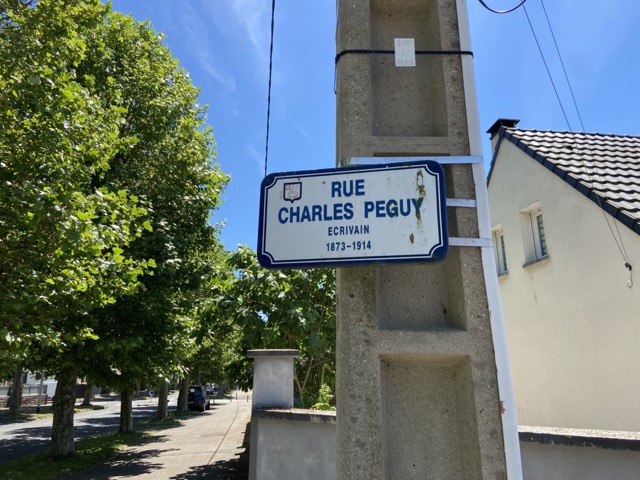 RUE
CHARLES PEGUY
ECRIVAIN
1873-1914